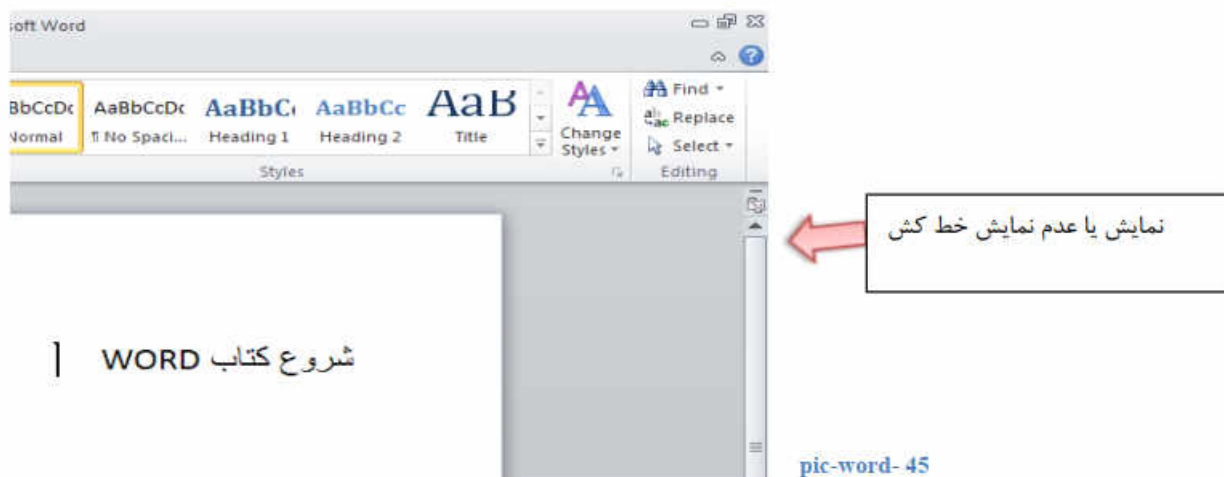 soft Word
BbCcDc AaBbCcDc AaBbC AaBbCc AaB
Normal ¶ No Spaci... Heading 1 Heading 2 Title
Change Styles
Find
Replace
Select
Styles
Editing
نمایش یا عدم نمایش خط کش
شروع کتاب WORD
pic-word- 45